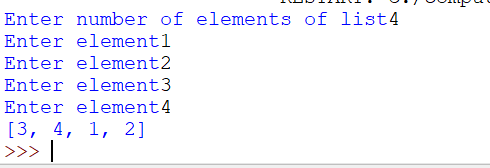 Enter number of elements of list4
Enter element1
Enter element2
Enter element3
Enter element4
[3, 4, 1, 2]
>>>